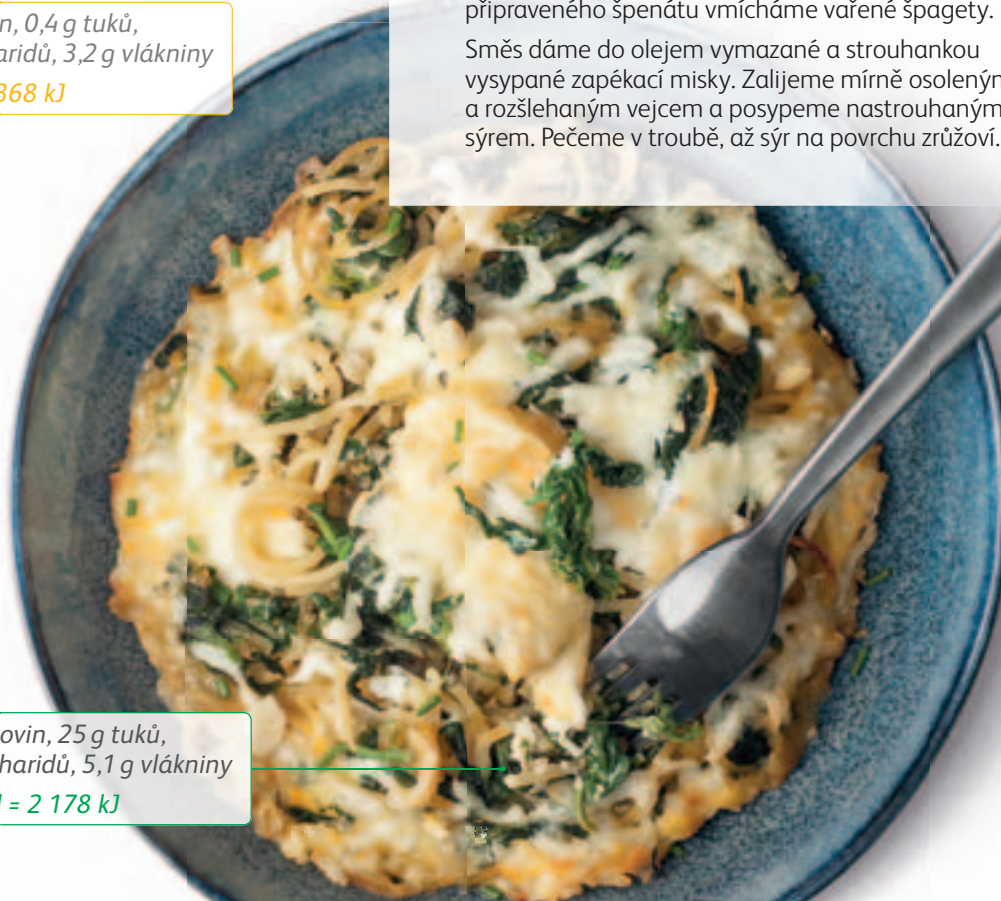 n, 0,4 g tuků,
aridů, 3,2 g vlákniny
368 kJ
připraveného špenátu vmícháme vařené špagety.
Směs dáme do olejem vymazané a strouhankou
vysypané zapékací misky. Zalijeme mírně osoleným
a rozšlehaným vejcem a posypeme nastrouhaným
sýrem. Pečeme v troubě, až sýr na povrchu zrůžoví.
ovin, 25 g tuků,
haridů, 5,1 g vlákniny
= 2 178 kJ